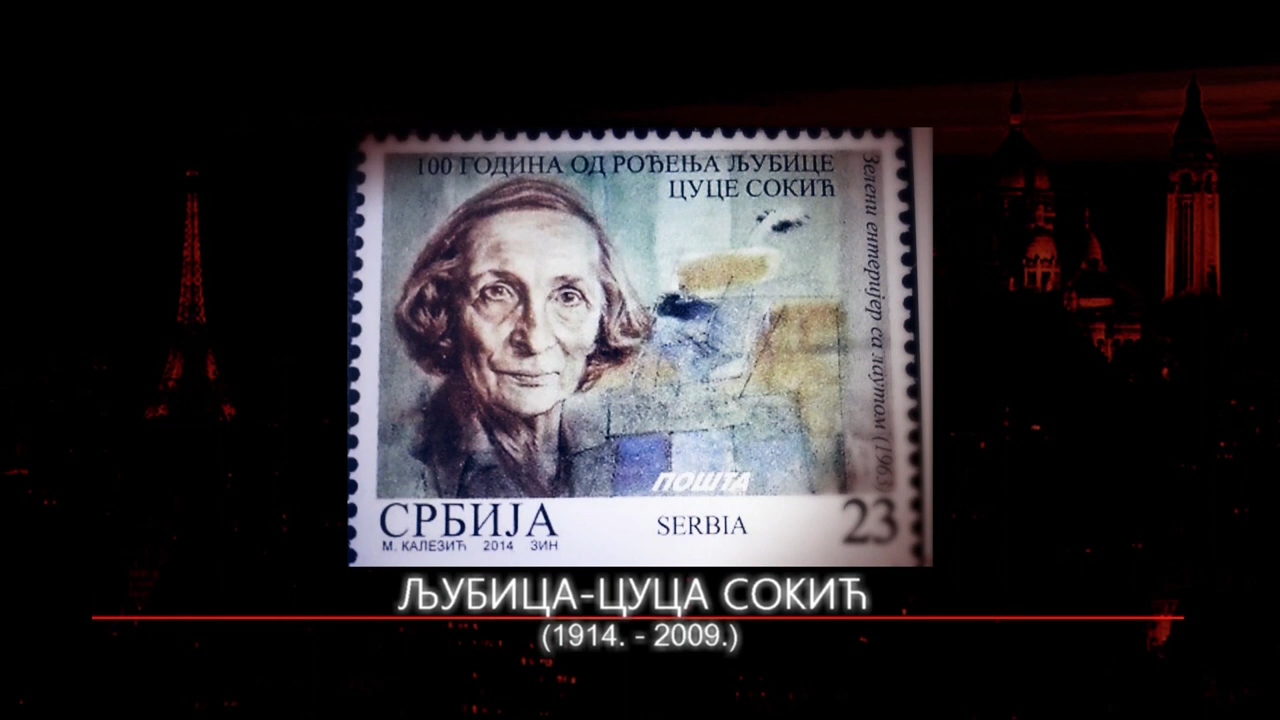 100 ГОДИНА ОД РОЂЕЊА ЉУБИЦЕ
ЦУЦЕ СОКИЋ
Зелени ентеријер са лаутом (1963)
ПОШТА
СРБИЈА
SERBIA
23
М. КАЛЕЗИЋ 2014 ЗИН
ЉУБИЦА-ЦУЦА СОКИЋ
(1914. - 2009.)